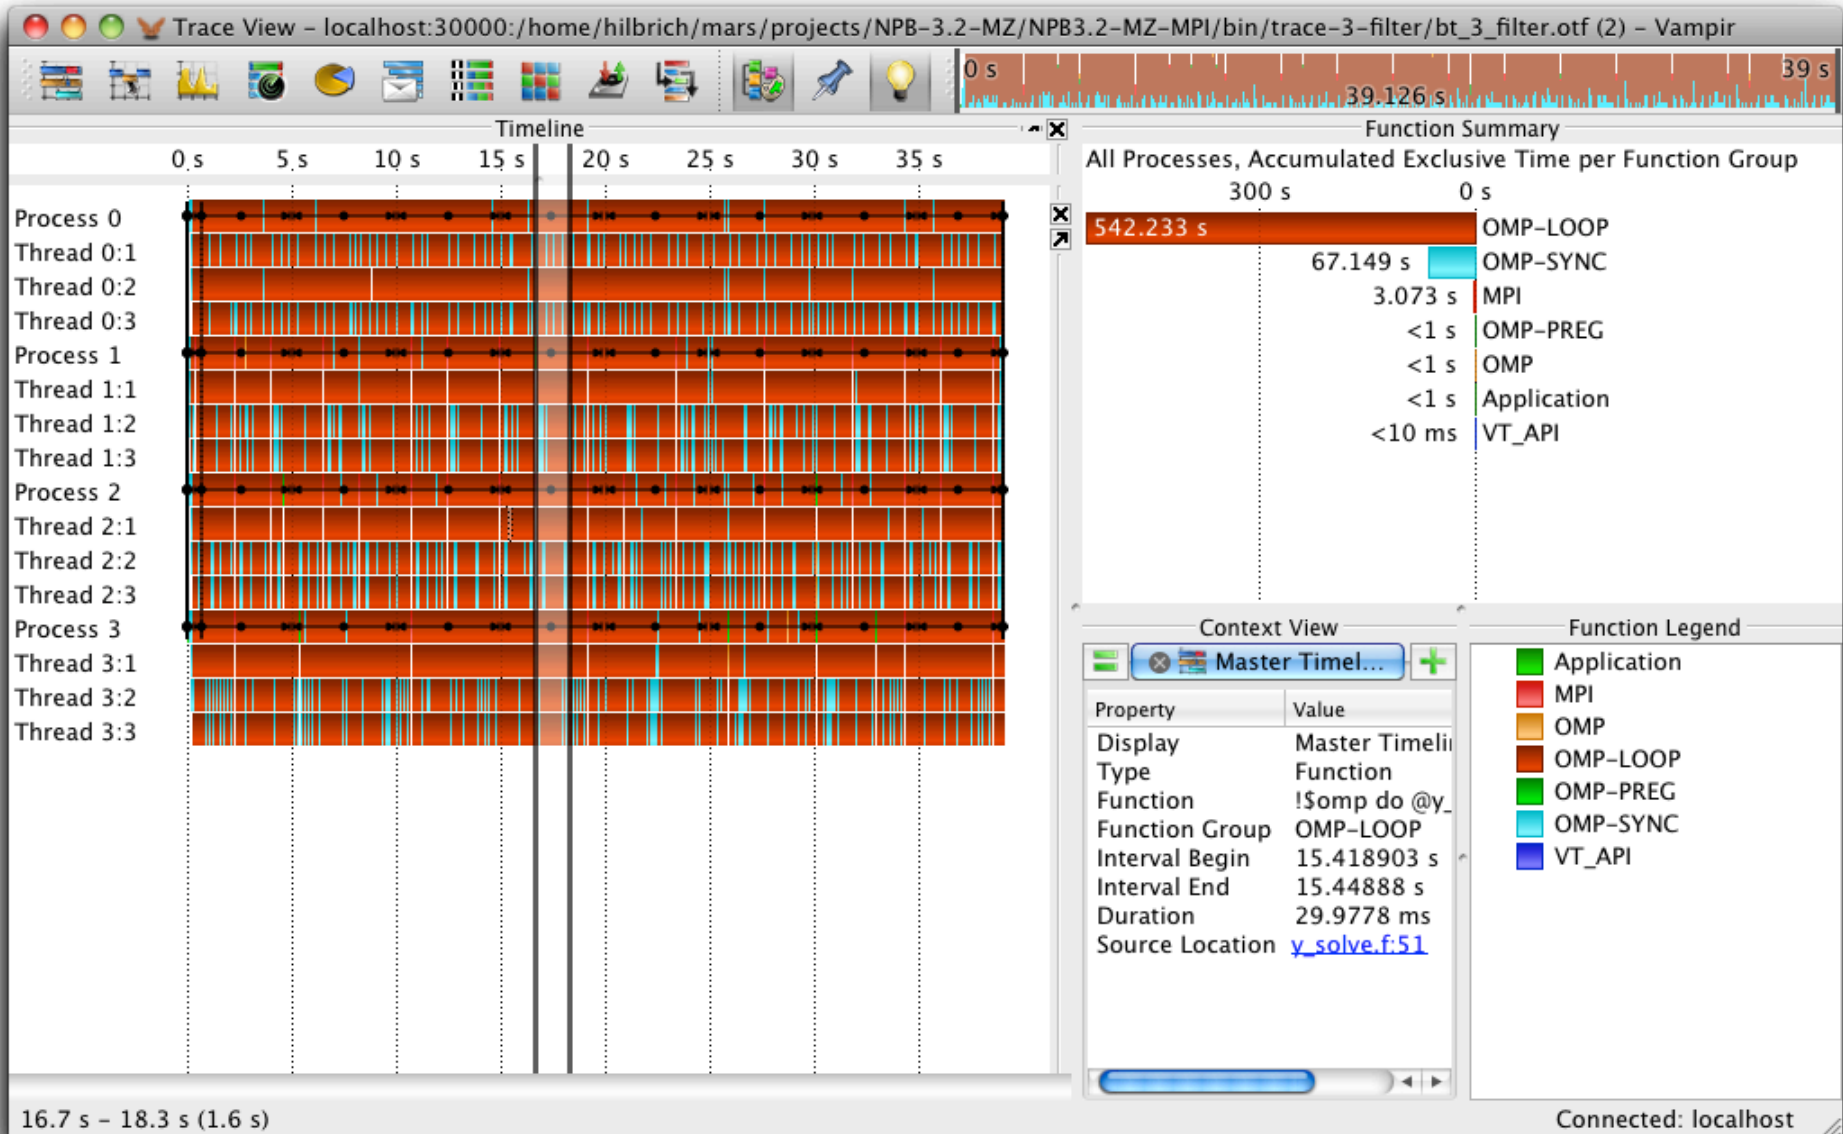 Trace View – localhost:30000:/home/hilbrich/mars/projects/NPB-3.2-MZ/NPB3.2-MZ-MPI/bin/trace-3-filter/bt_3_filter.otf (2) – Vampir
0 s 39 s
39.126 s
Timeline
0 s 5 s 10 s 15 s 20 s 25 s 30 s 35 s
Process 0
Thread 0:1
Thread 0:2
Thread 0:3
Process 1
Thread 1:1
Thread 1:2
Thread 1:3
Process 2
Thread 2:1
Thread 2:2
Thread 2:3
Process 3
Thread 3:1
Thread 3:2
Thread 3:3
Function Summary
All Processes, Accumulated Exclusive Time per Function Group
300 s 0 s
542.233 s OMP-LOOP
67.149 s OMP-SYNC
3.073 s MPI
<1 s OMP-PREG
<1 s OMP
<1 s Application
<10 ms VT_API
Context View
Master Timel...
Property Value
Display Master Timeli
Type Function
Function !$omp do @y_
Function Group OMP-LOOP
Interval Begin 15.418903 s
Interval End 15.44888 s
Duration 29.9778 ms
Source Location y_solve.f:51
Function Legend
Application
MPI
OMP
OMP-LOOP
OMP-PREG
OMP-SYNC
VT_API
16.7 s – 18.3 s (1.6 s)
Connected: localhost